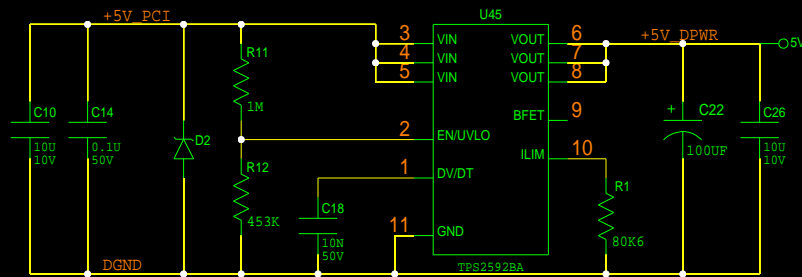 +5V_PCI
U45
3
VIN
4
VIN
5
VIN
VOUT
6
VOUT
7
VOUT
8
+5V_DPWR
5V
R11
1M
C10
10U
10V
C14
0.1U
50V
D2
2
EN/UVLO
BFET
9
ILIM
10
C22
100UF
C26
10U
10V
R12
453K
1
DV/DT
C18
10N
50V
11
GND
R1
80K6
DGND
TPS2592BA
+